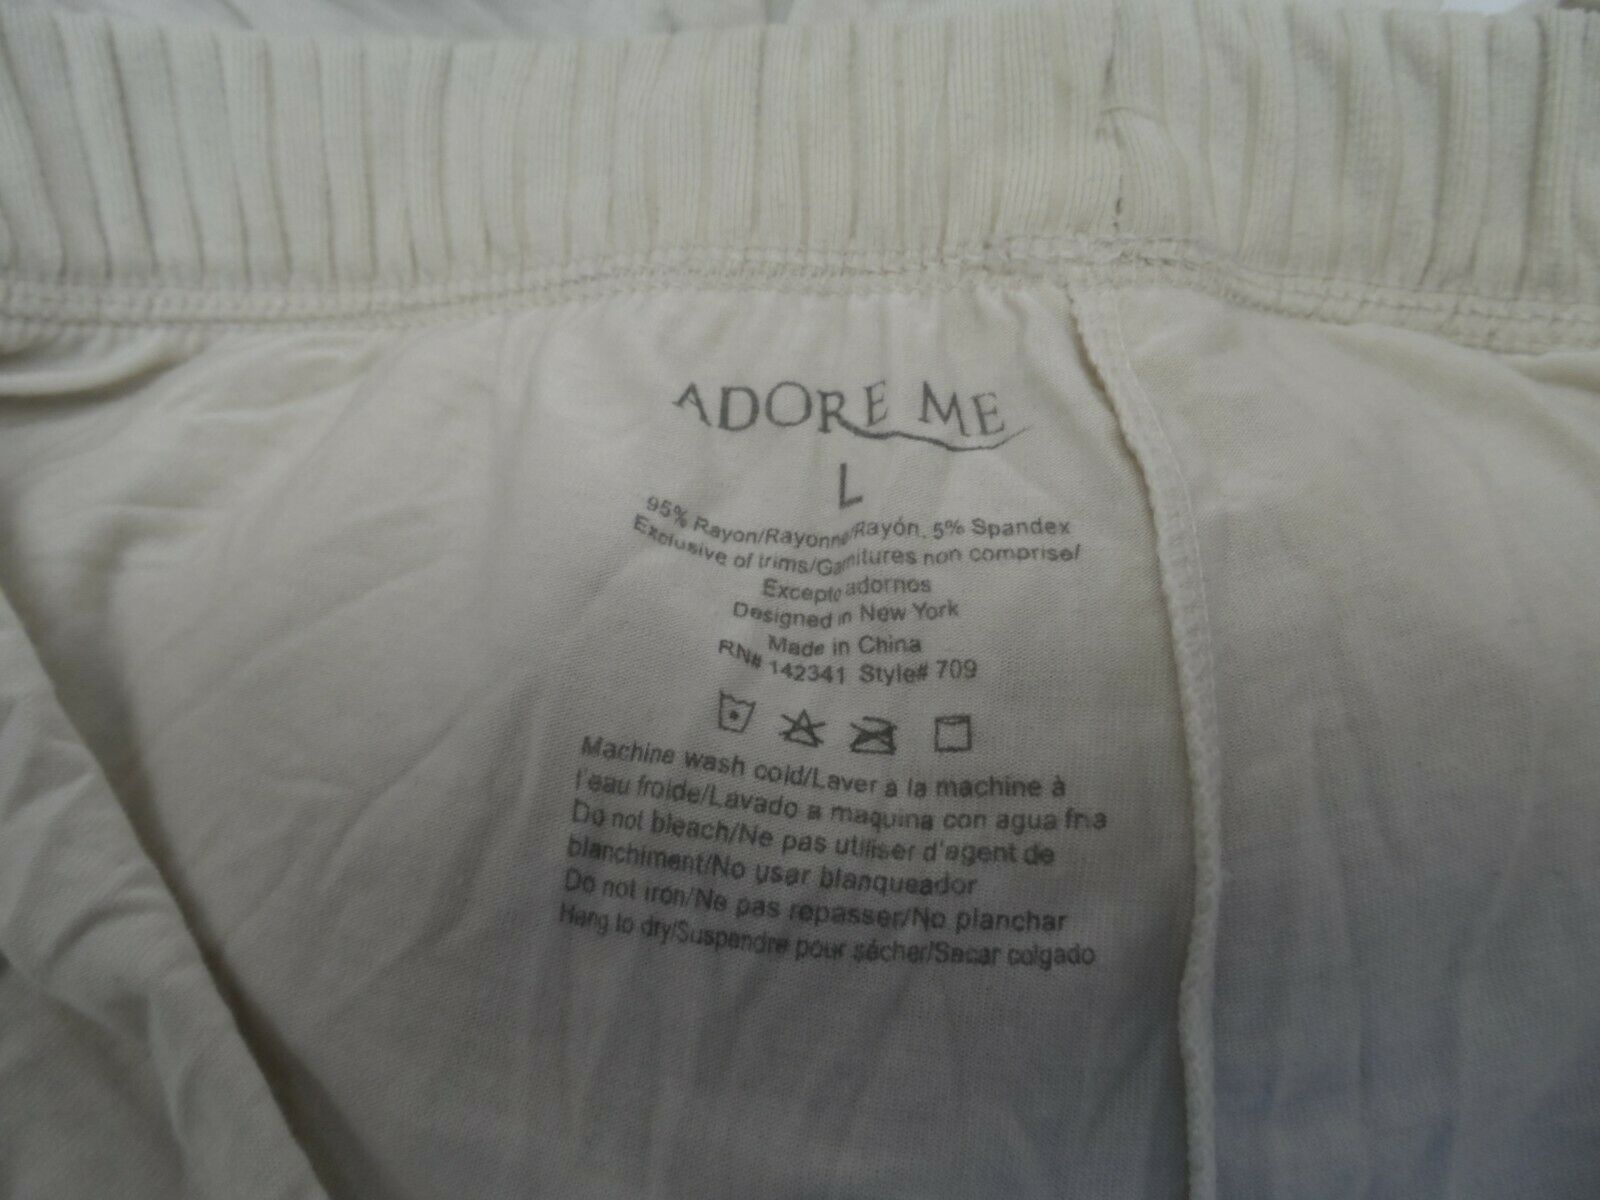 ADORE ME
L
95% Rayon/Rayonne/Rayón, 5% Spandex
Exclusive of trims/Garnitures non comprise/
Excepto adornos
Designed in New York
Made in China
RN# 142341 Style# 709
Machine wash cold/Laver à la machine à
l'eau froide/Lavado a maquina con agua fria
Do not bleach/Ne pas utiliser d'agent de
blanchiment/No usar blanqueador
Do not iron/Ne pas repasser/No planchar
Hang to dry/Suspendre pour sécher/Sacar colgado